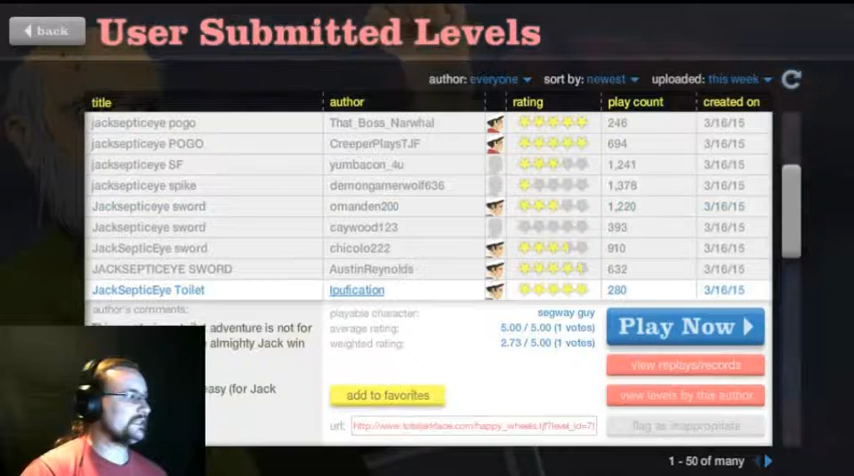 back User Submitted Levels
author: everyone sort by: newest uploaded: this week
title author rating play count created on
jacksepticeye pogo That_Boss_Narwhal 246 3/16/15
jacksepticeye POGO CreeperPlaysTJF 694 3/16/15
jacksepticeye SF yumbacon_4u 1,241 3/16/15
jacksepticeye spike demongamerwolf636 1,378 3/16/15
Jacksepticeye sword omanden200 1,220 3/16/15
Jacksepticeye sword caywood123 393 3/16/15
JackSepticEye sword chicolo222 910 3/16/15
JACKSEPTICEYE SWORD AustinReynolds 632 3/16/15
JackSepticEye Toilet Ipufication 280 3/16/15
author's comments: playable character: segway guy
adventure is not for average rating: 5.00 / 5.00 (1 votes) Play Now
almighty Jack win weighted rating: 2.73 / 5.00 (1 votes)
view replays/records
easy (for Jack add to favorites view levels by this author
url: http://www.totaljerkface.com/happy_wheels.tjf?level_id=7 flag as inappropriate
1 - 50 of many